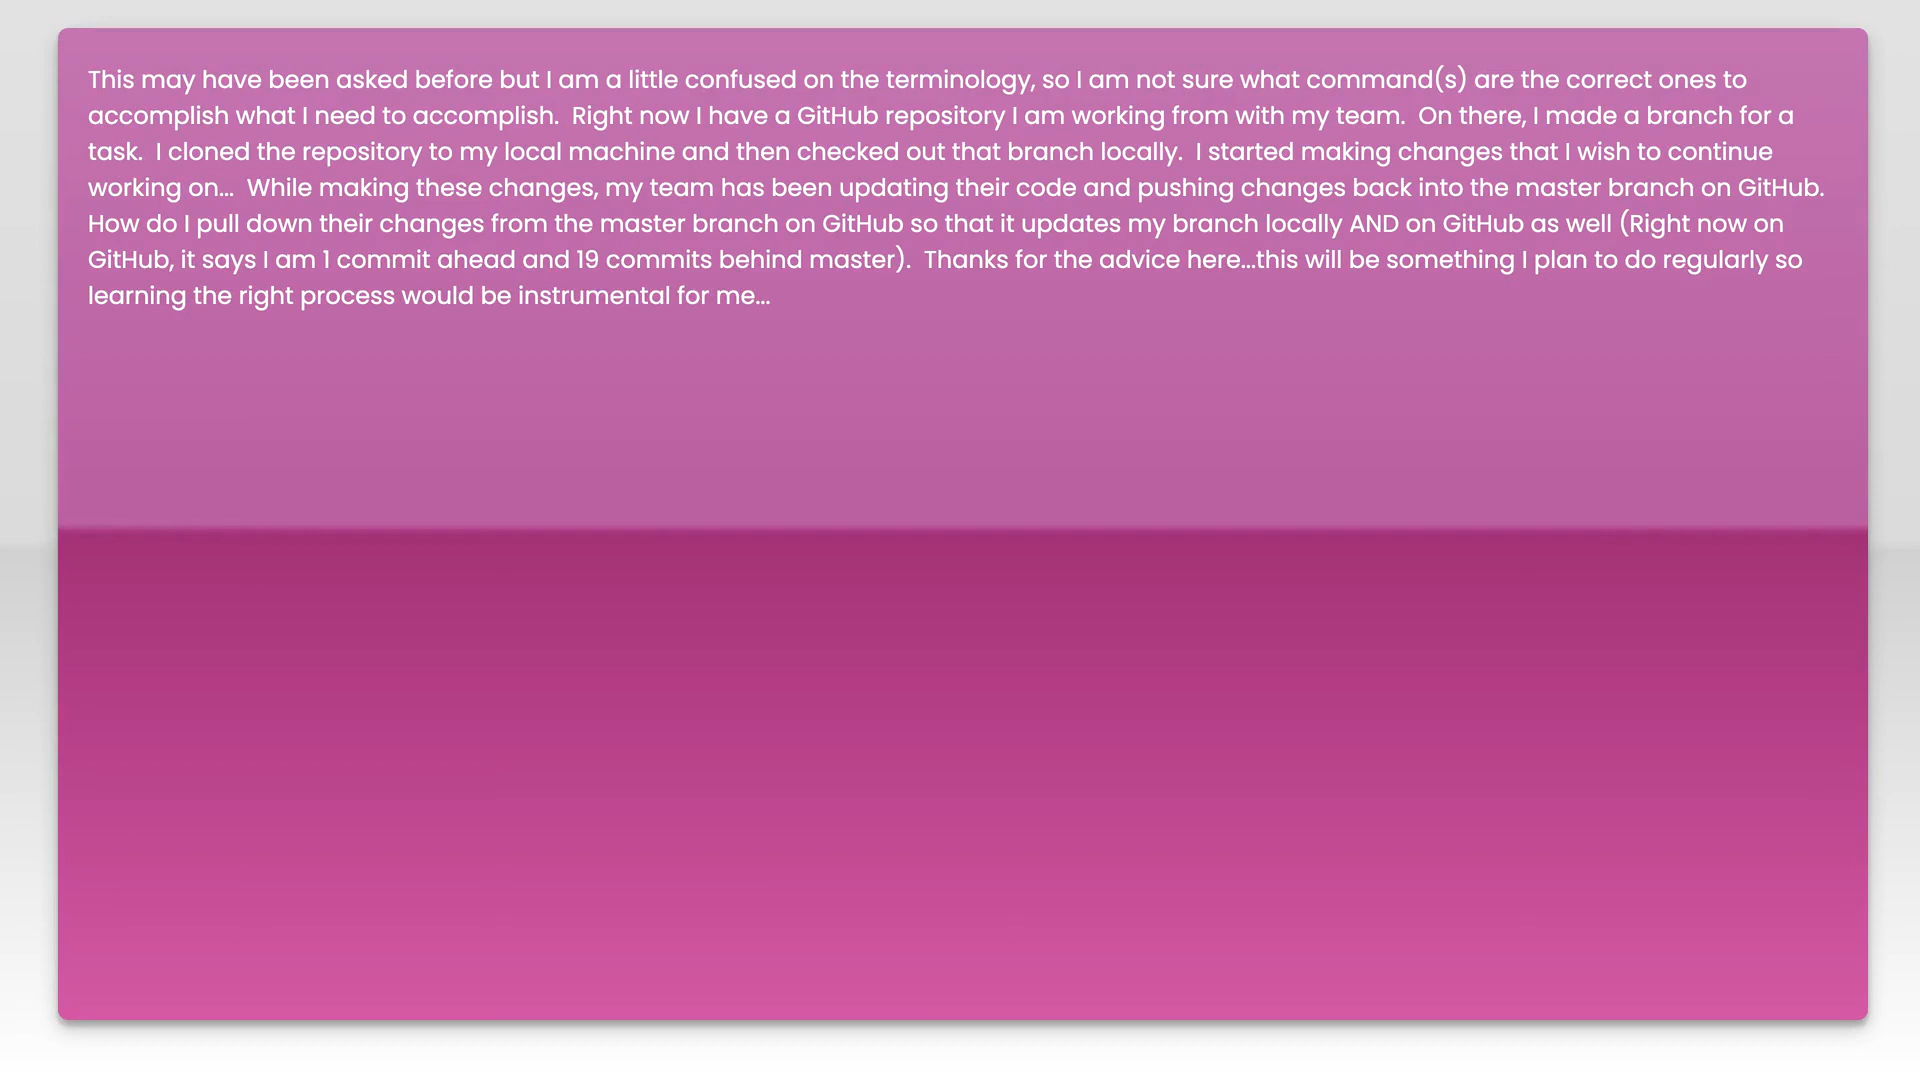 This may have been asked before but I am a little confused on the terminology, so I am not sure what command(s) are the correct ones to
accomplish what I need to accomplish.  Right now I have a GitHub repository I am working from with my team.  On there, I made a branch for a
task.  I cloned the repository to my local machine and then checked out that branch locally.  I started making changes that I wish to continue
working on...  While making these changes, my team has been updating their code and pushing changes back into the master branch on GitHub.
How do I pull down their changes from the master branch on GitHub so that it updates my branch locally AND on GitHub as well (Right now on
GitHub, it says I am 1 commit ahead and 19 commits behind master).  Thanks for the advice here...this will be something I plan to do regularly so
learning the right process would be instrumental for me...